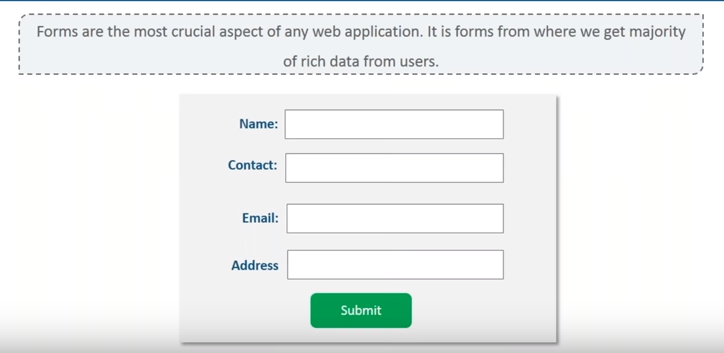 Forms are the most crucial aspect of any web application. It is forms from where we get majority
of rich data from users.
Name:
Contact:
Email:
Address
Submit